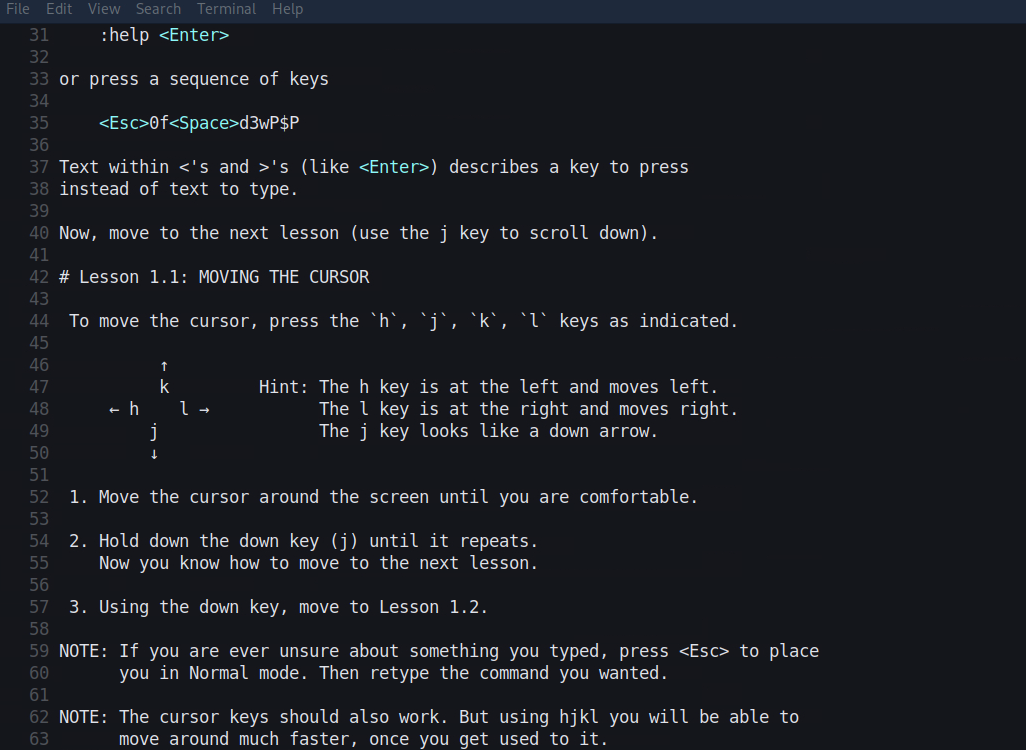 File Edit View Search Terminal Help
31     :help <Enter>
32
33 or press a sequence of keys
34
35     <Esc>0f<Space>d3wP$P
36
37 Text within <'s and >'s (like <Enter>) describes a key to press
38 instead of text to type.
39
40 Now, move to the next lesson (use the j key to scroll down).
41
42 # Lesson 1.1: MOVING THE CURSOR
43
44  To move the cursor, press the `h`, `j`, `k`, `l` keys as indicated.
45
46           ↑
47           k         Hint: The h key is at the left and moves left.
48      ← h    l →           The l key is at the right and moves right.
49          j                The j key looks like a down arrow.
50          ↓
51
52  1. Move the cursor around the screen until you are comfortable.
53
54  2. Hold down the down key (j) until it repeats.
55     Now you know how to move to the next lesson.
56
57  3. Using the down key, move to Lesson 1.2.
58
59 NOTE: If you are ever unsure about something you typed, press <Esc> to place
60       you in Normal mode. Then retype the command you wanted.
61
62 NOTE: The cursor keys should also work. But using hjkl you will be able to
63       move around much faster, once you get used to it.